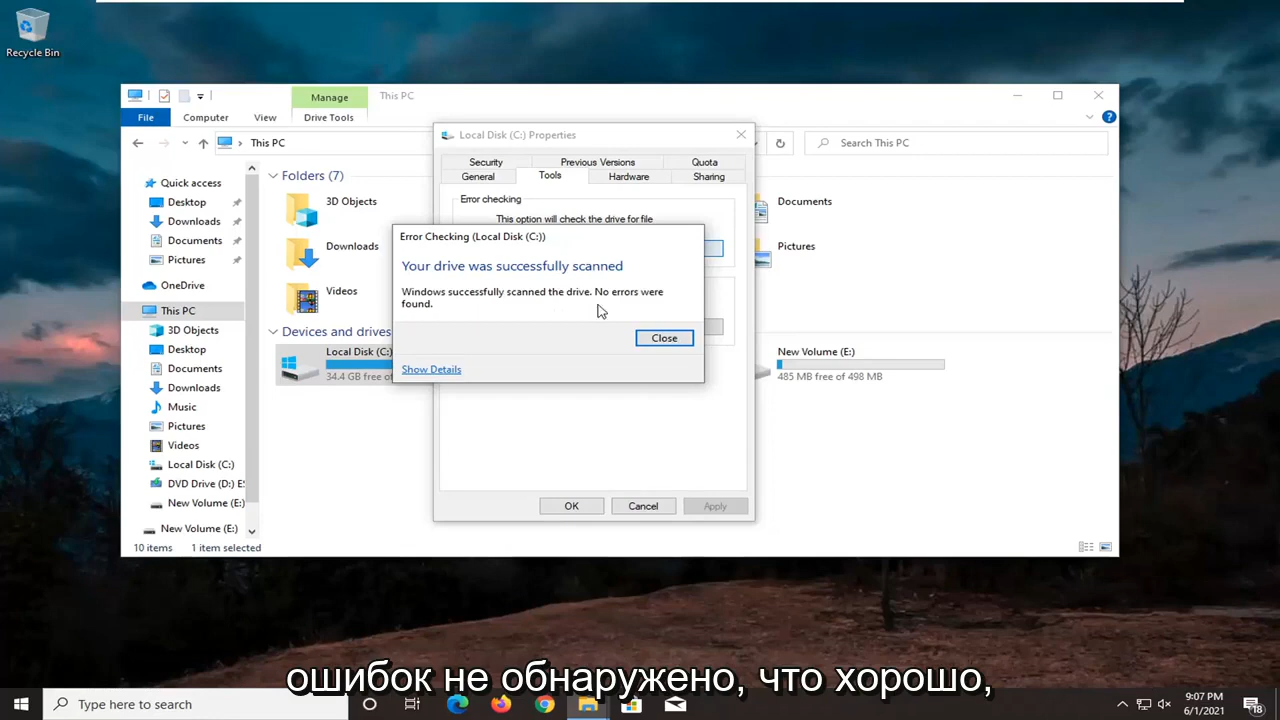 Recycle Bin
Manage
This PC
File
Computer
View
Drive Tools
This PC
Search This PC
Quick access
Desktop
Downloads
Documents
Pictures
OneDrive
This PC
3D Objects
Desktop
Documents
Downloads
Music
Pictures
Videos
Local Disk (C:)
DVD Drive (D:) ES
New Volume (E:)
New Volume (E:)
10 items
1 item selected
Folders (7)
3D Objects
Downloads
Videos
Documents
Pictures
Devices and drives
Local Disk (C:)
34.4 GB free of
New Volume (E:)
485 MB free of 498 MB
Local Disk (C:) Properties
Security
Previous Versions
Quota
General
Tools
Hardware
Sharing
Error checking
This option will check the drive for file
Error Checking (Local Disk (C:))
Your drive was successfully scanned
Windows successfully scanned the drive. No errors were
found.
Close
Show Details
OK
Cancel
Apply
ошибок не обнаружено, что хорошо,
Type here to search
9:07 PM
6/1/2021
18